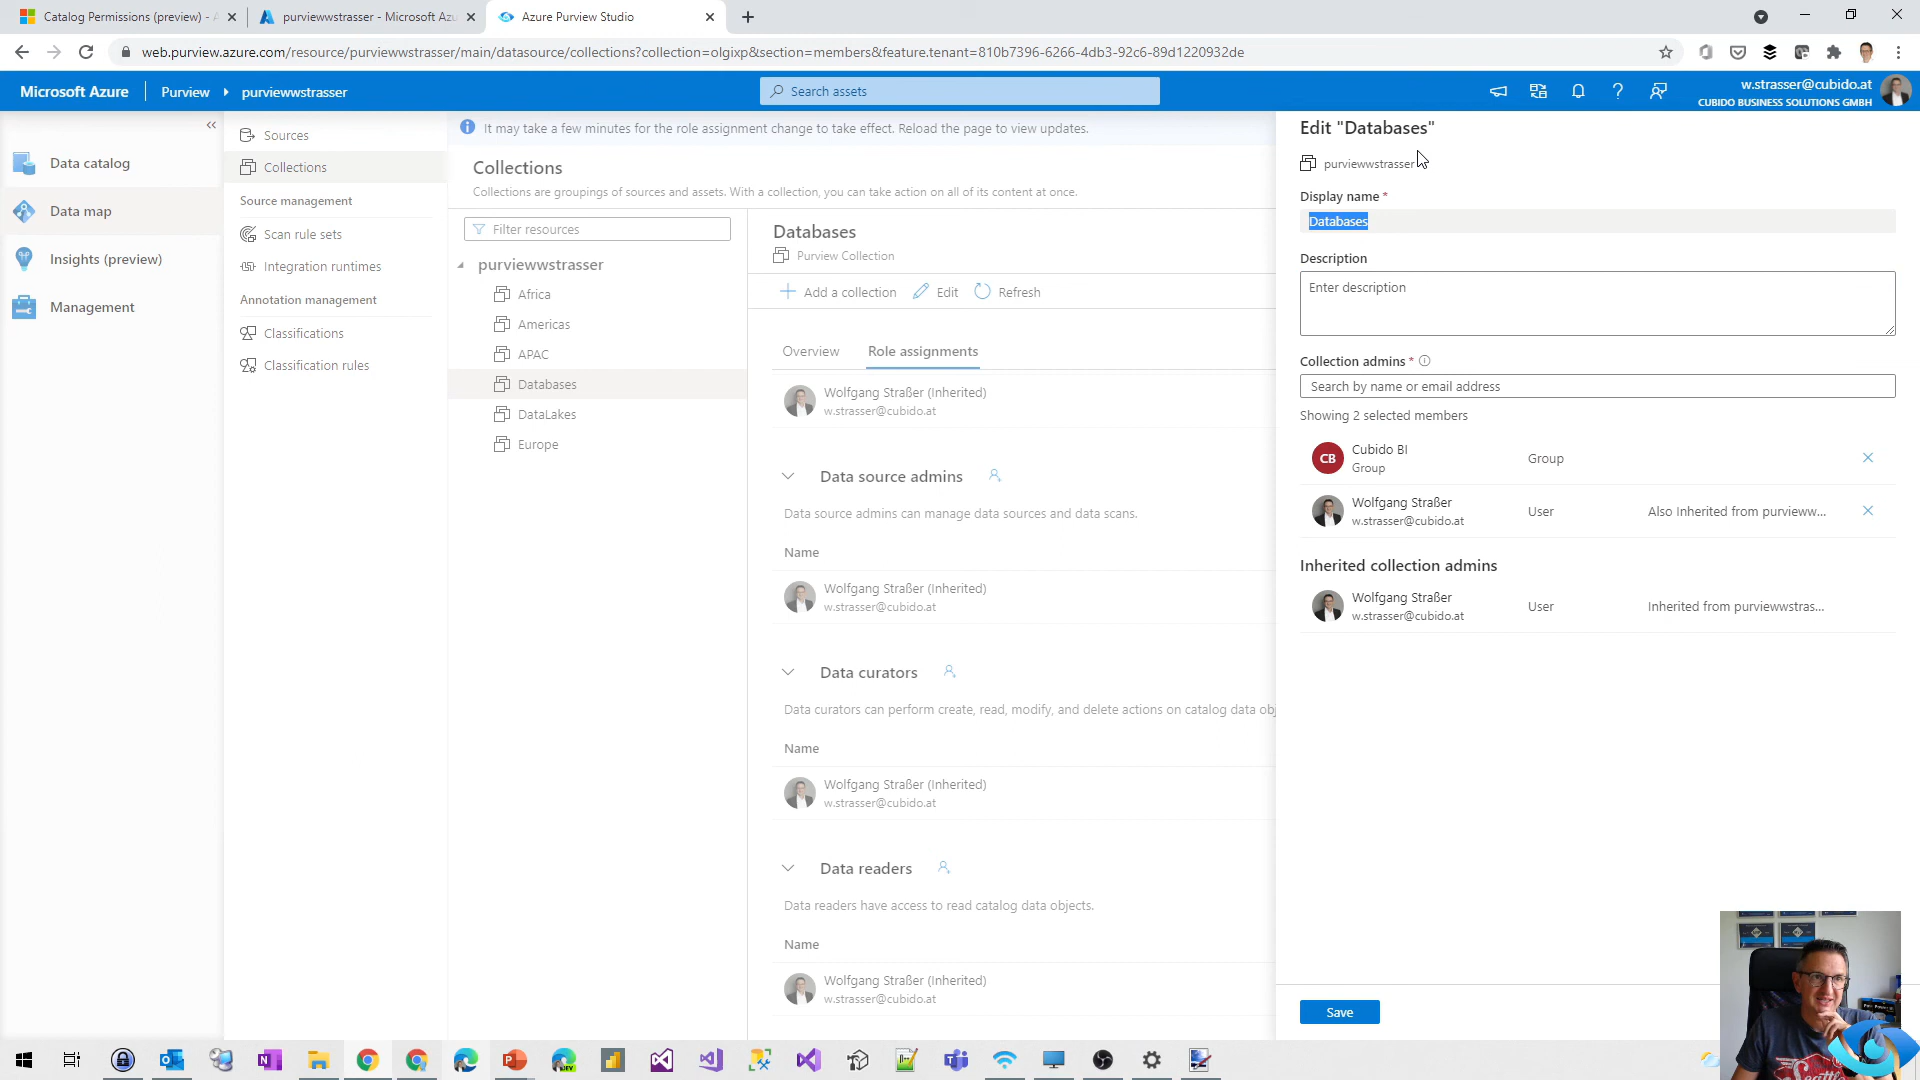 Catalog Permissions (preview) - A
purviewwstrasser - Microsoft Azu
Azure Purview Studio
web.purview.azure.com/resource/purviewwstrasser/main/datasource/collections?collection=olgixp&section=members&feature.tenant=810b7396-6266-4db3-92c6-89d1220932de
Microsoft Azure
Purview
purviewwstrasser
Search assets
w.strasser@cubido.at
CUBIDO BUSINESS SOLUTIONS GMBH
Data catalog
Data map
Insights (preview)
Management
Sources
Collections
Source management
Scan rule sets
Integration runtimes
Annotation management
Classifications
Classification rules
It may take a few minutes for the role assignment change to take effect. Reload the page to view updates.
Collections
Collections are groupings of sources and assets. With a collection, you can take action on all of its content at once.
Filter resources
purviewwstrasser
Africa
Americas
APAC
Databases
DataLakes
Europe
Databases
Purview Collection
Add a collection
Edit
Refresh
Overview
Role assignments
Wolfgang Straßer (Inherited)
w.strasser@cubido.at
Data source admins
Data source admins can manage data sources and data scans.
Name
Wolfgang Straßer (Inherited)
w.strasser@cubido.at
Data curators
Data curators can perform create, read, modify, and delete actions on catalog data obj
Name
Wolfgang Straßer (Inherited)
w.strasser@cubido.at
Data readers
Data readers have access to read catalog data objects.
Name
Wolfgang Straßer (Inherited)
w.strasser@cubido.at
Edit "Databases"
purviewwstrasser
Display name *
Databases
Description
Enter description
Collection admins *
Search by name or email address
Showing 2 selected members
CB
Cubido BI
Group
Group
Wolfgang Straßer
w.strasser@cubido.at
User
Also Inherited from purvieww...
Inherited collection admins
Wolfgang Straßer
w.strasser@cubido.at
User
Inherited from purviewwstras...
Save